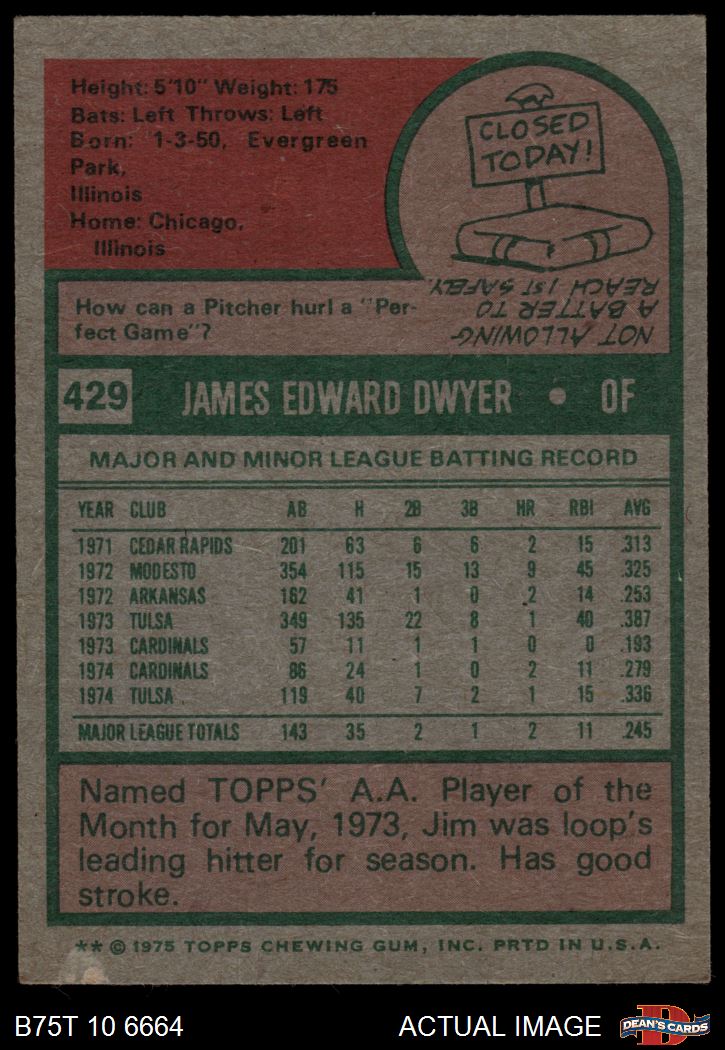 Height: 5'10" Weight: 175
Bats: Left Throws: Left
Born: 1-3-50, Evergreen
Park,
Illinois
Home: Chicago,
Illinois
CLOSED
TODAY!
How can a Pitcher hurl a "Per-
fect Game"?
NOT ALLOWING
A BATTER TO
REACH 1ST SAFELY.
429 JAMES EDWARD DWYER • OF
MAJOR AND MINOR LEAGUE BATTING RECORD
YEAR CLUB AB H 2B 3B HR RBI AVG
1971 CEDAR RAPIDS 201 63 6 6 2 15 .313
1972 MODESTO 354 115 15 13 9 45 .325
1972 ARKANSAS 162 41 1 0 2 14 .253
1973 TULSA 349 135 22 8 1 40 .387
1973 CARDINALS 57 11 1 1 0 0 .193
1974 CARDINALS 86 24 1 0 2 11 .279
1974 TULSA 119 40 7 2 1 15 .336
MAJOR LEAGUE TOTALS 143 35 2 1 2 11 .245
Named TOPPS' A.A. Player of the
Month for May, 1973, Jim was loop's
leading hitter for season. Has good
stroke.
** © 1975 TOPPS CHEWING GUM, INC. PRTD IN U.S.A.
B75T 10 6664 ACTUAL IMAGE DEAN'S CARDS